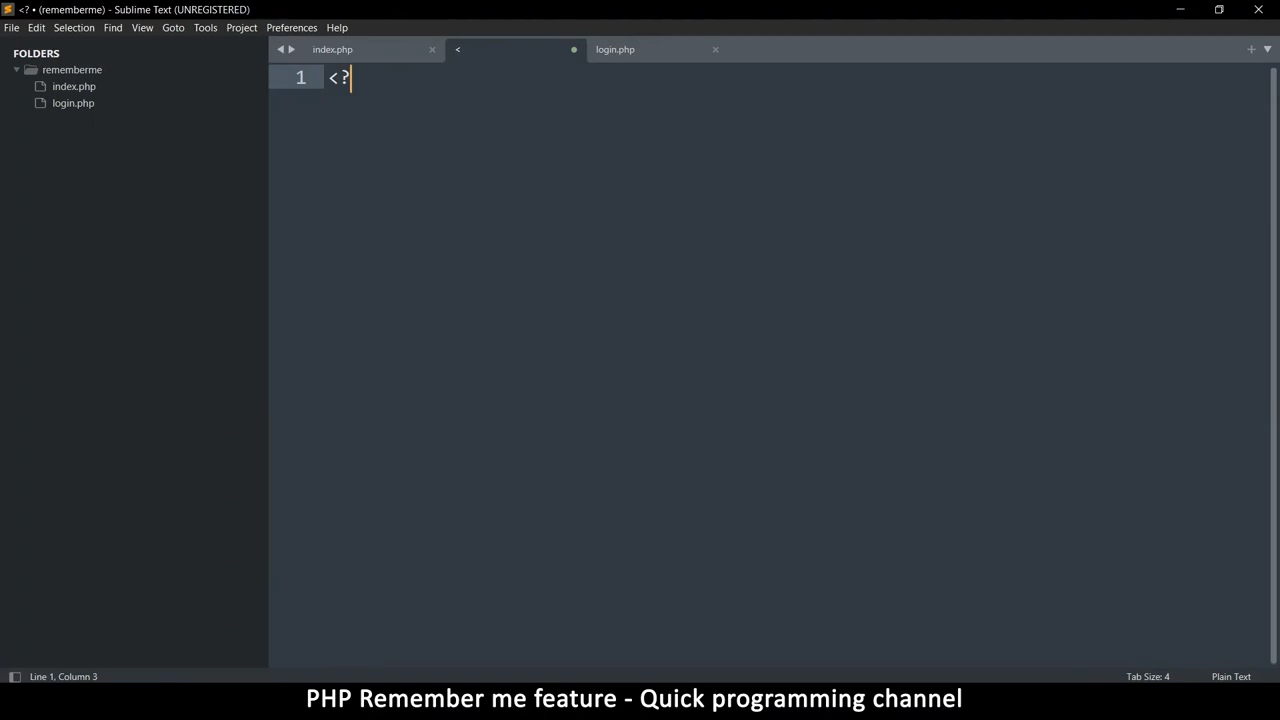 <? • (rememberme) - Sublime Text (UNREGISTERED)
File Edit Selection Find View Goto Tools Project Preferences Help
FOLDERS
rememberme
index.php
login.php
index.php < login.php
1 <?
Line 1, Column 3 Tab Size: 4 Plain Text
PHP Remember me feature - Quick programming channel